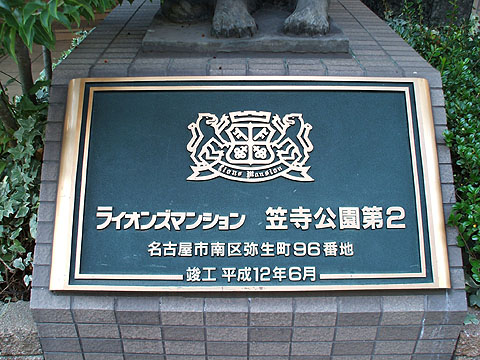 Lions Mansion
ライオンズマンション 笠寺公園第2
名古屋市南区弥生町96番地
竣工 平成12年6月